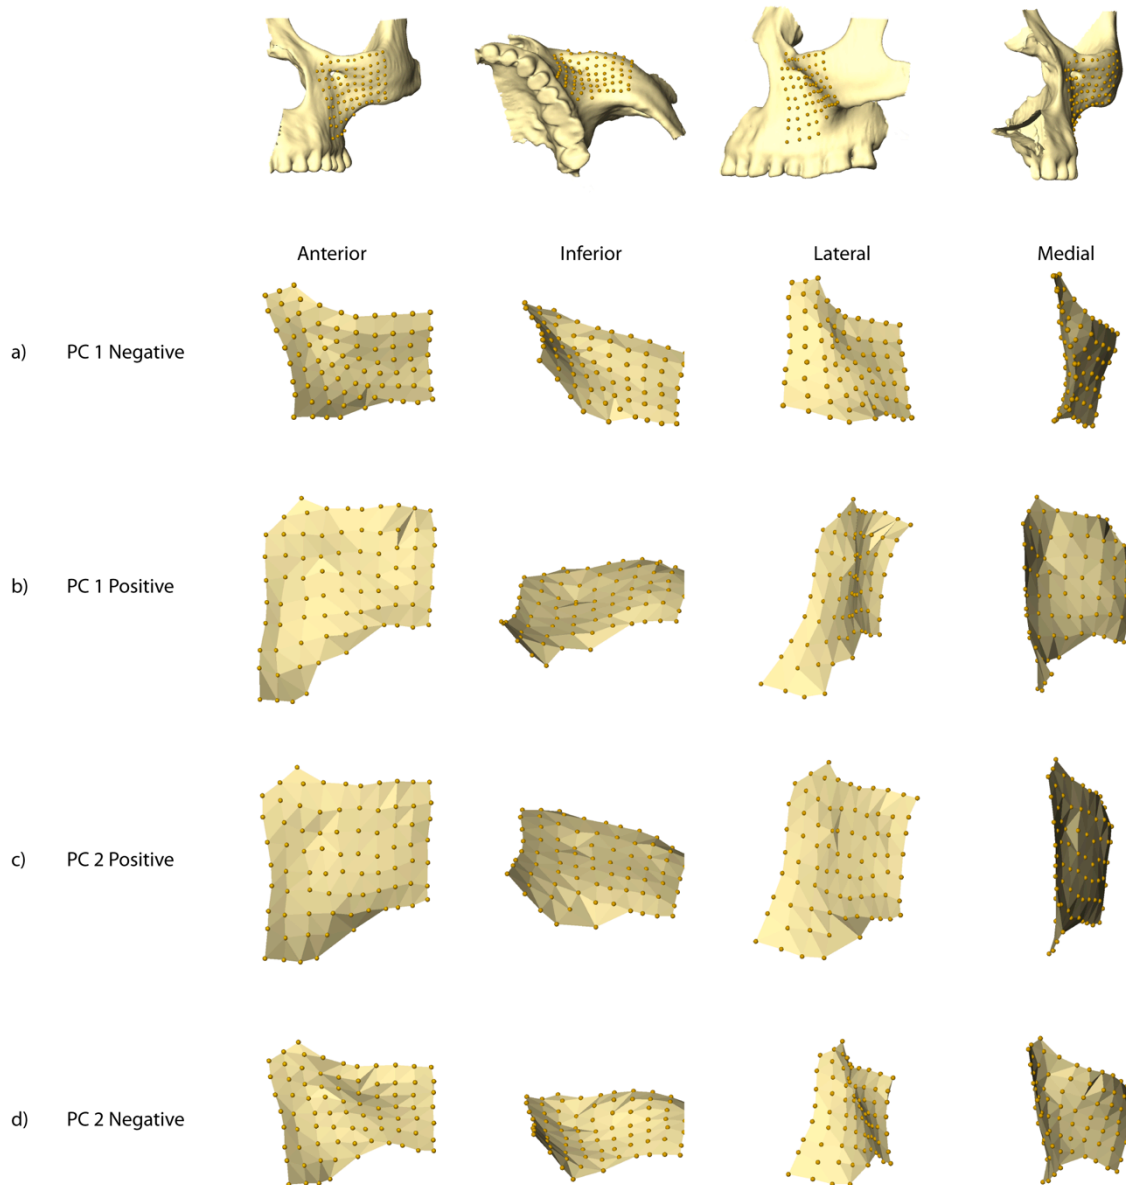 Anterior Inferior Lateral Medial
a) PC 1 Negative
b) PC 1 Positive
c) PC 2 Positive
d) PC 2 Negative